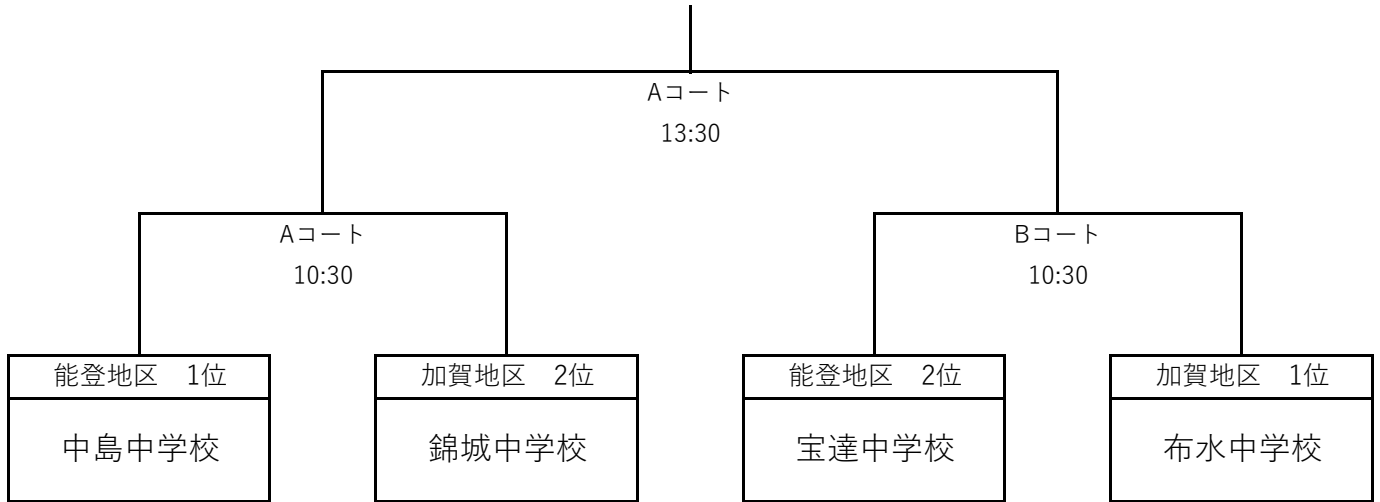 Aコート
13:30
Aコート
10:30
Bコート
10:30
能登地区　1位
中島中学校
加賀地区　2位
錦城中学校
能登地区　2位
宝達中学校
加賀地区　1位
布水中学校